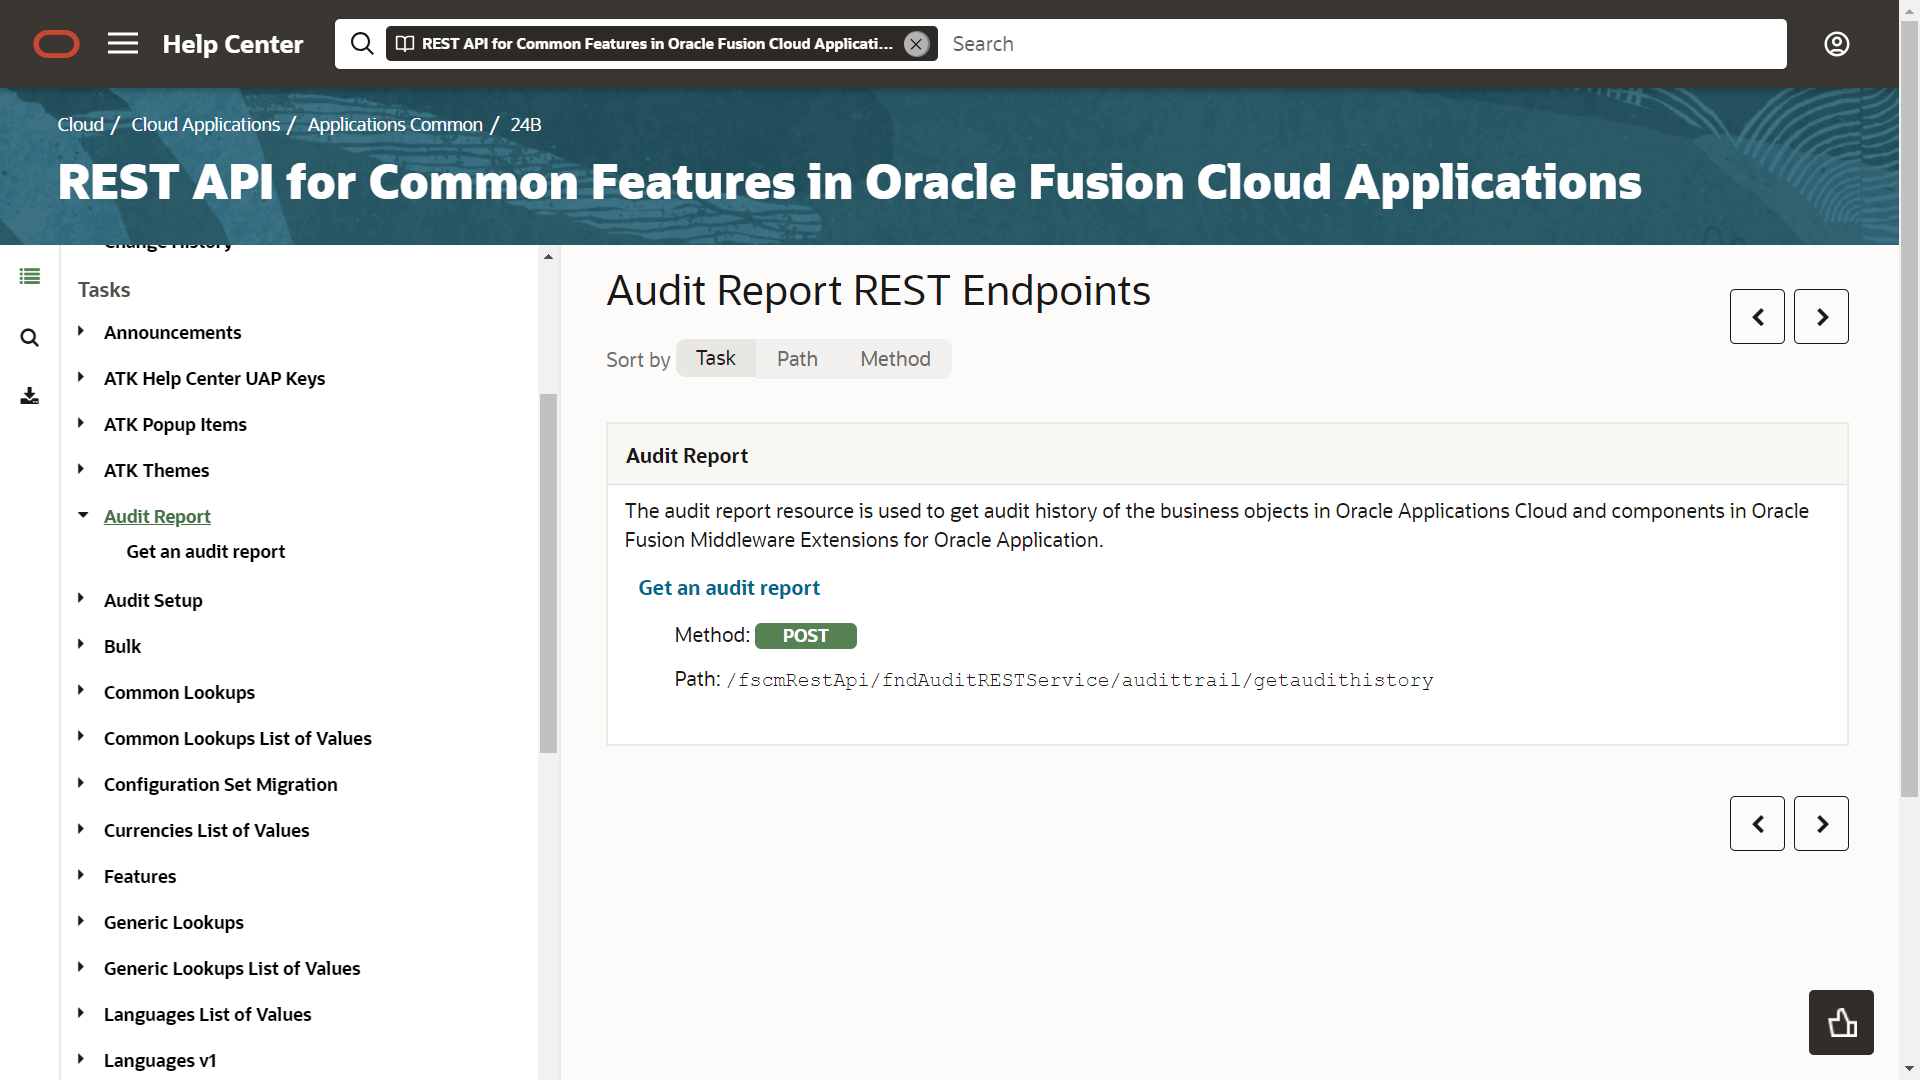 Help Center
REST API for Common Features in Oracle Fusion Cloud Applicati...
Search
Cloud / Cloud Applications / Applications Common / 24B
REST API for Common Features in Oracle Fusion Cloud Applications
Change History
Tasks
Announcements
ATK Help Center UAP Keys
ATK Popup Items
ATK Themes
Audit Report
Get an audit report
Audit Setup
Bulk
Common Lookups
Common Lookups List of Values
Configuration Set Migration
Currencies List of Values
Features
Generic Lookups
Generic Lookups List of Values
Languages List of Values
Languages v1
Audit Report REST Endpoints
Sort by Task Path Method
Audit Report
The audit report resource is used to get audit history of the business objects in Oracle Applications Cloud and components in Oracle
Fusion Middleware Extensions for Oracle Application.
Get an audit report
Method: POST
Path: /fscmRestApi/fndAuditRESTService/audittrail/getaudithistory